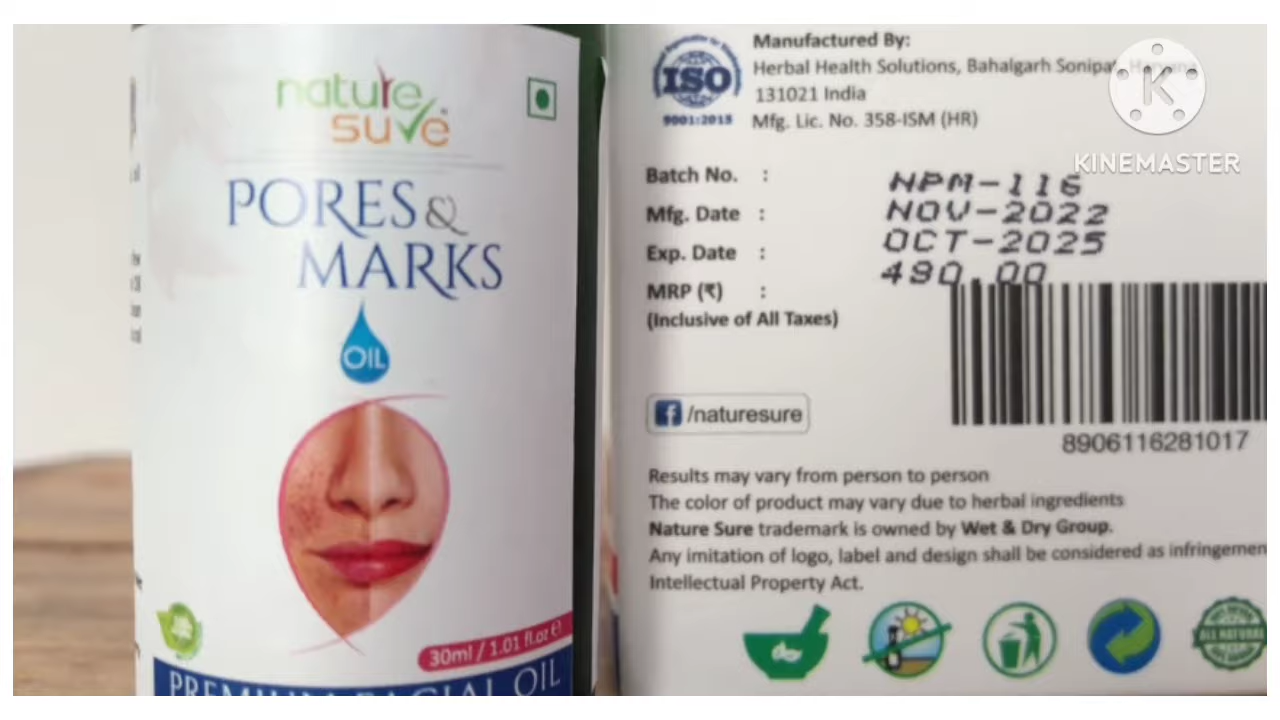 nature
sure
PORES &
MARKS
OIL
30ml / 1.01 fl.oz e
PREMIUM FACIAL OIL
ISO
9001:2015
Manufactured By:
Herbal Health Solutions, Bahalgarh Sonipat, Haryana
131021 India
Mfg. Lic. No. 358-ISM (HR)
Batch No. : NPM-116
Mfg. Date : NOV-2022
Exp. Date : OCT-2025
MRP (₹) : 490.00
(Inclusive of All Taxes)
/naturesure
8906116281017
Results may vary from person to person
The color of product may vary due to herbal ingredients
Nature Sure trademark is owned by Wet & Dry Group.
Any imitation of logo, label and design shall be considered as infringemen
Intellectual Property Act.
ALL NATURAL
K
KINEMASTER